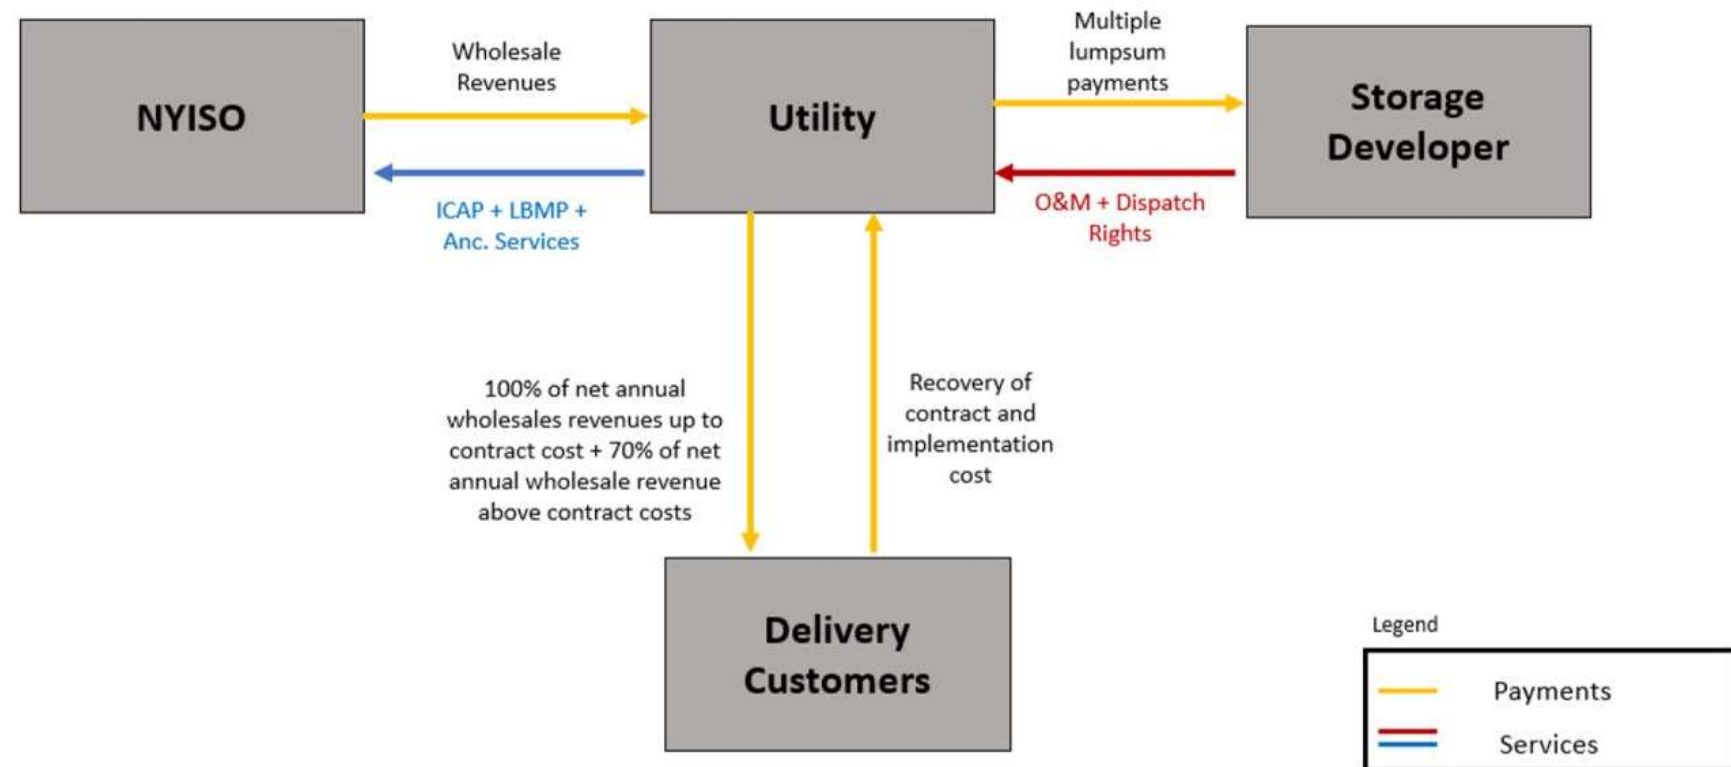 NYISO
Wholesale
Revenues
ICAP + LBMP +
Anc. Services
Utility
Multiple
lumpsum
payments
O&M + Dispatch
Rights
Storage
Developer
100% of net annual
wholesales revenues up to
contract cost + 70% of net
annual wholesale revenue
above contract costs
Recovery of
contract and
implementation
cost
Delivery
Customers
Legend
Payments
Services